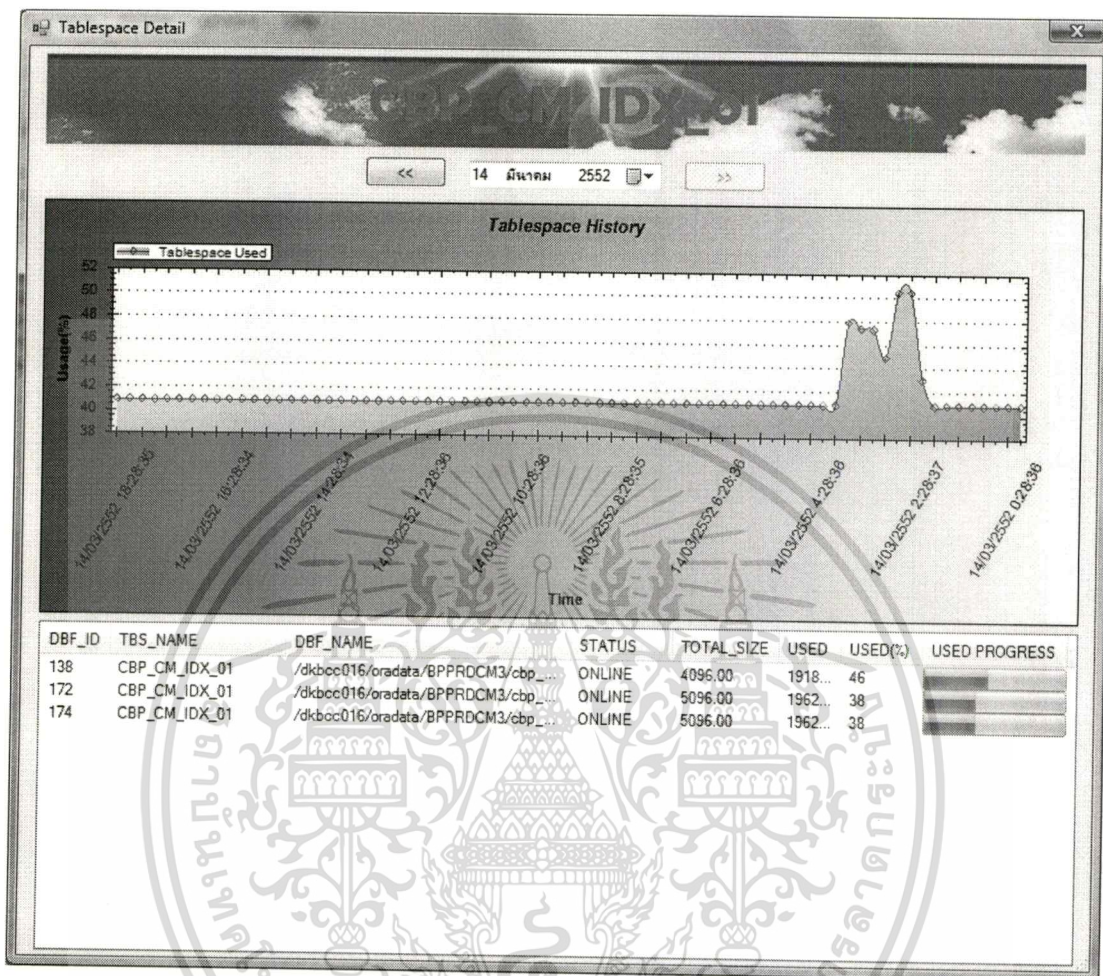 Tablespace Detail
CBP_CM_IDX_01
<< 14 มีนาคม 2552 >>
Tablespace History
Tablespace Used
Usage(%)
52
50
48
46
44
42
40
38
14/03/2552 18:28:35
14/03/2552 16:28:34
14/03/2552 14:28:34
14/03/2552 12:28:36
14/03/2552 10:28:36
14/03/2552 8:28:35
14/03/2552 6:28:36
14/03/2552 4:28:36
14/03/2552 2:28:37
14/03/2552 0:28:36
Time
DBF_ID TBS_NAME DBF_NAME STATUS TOTAL_SIZE USED USED(%) USED PROGRESS
138 CBP_CM_IDX_01 /dkbcc016/oradata/BPPRDCM3/cbp_... ONLINE 4096.00 1918... 46
172 CBP_CM_IDX_01 /dkbcc016/oradata/BPPRDCM3/cbp_... ONLINE 5096.00 1962... 38
174 CBP_CM_IDX_01 /dkbcc016/oradata/BPPRDCM3/cbp_... ONLINE 5096.00 1962... 38